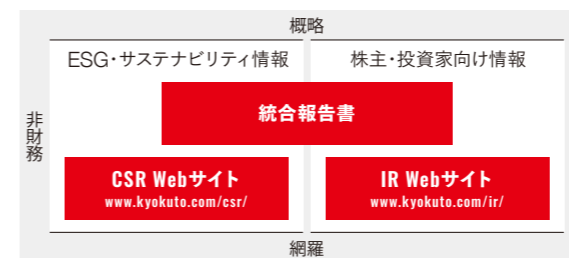 概略
ESG・サステナビリティ情報
株主・投資家向け情報
非財務
統合報告書
CSR Webサイト
www.kyokuto.com/csr/
IR Webサイト
www.kyokuto.com/ir/
網羅